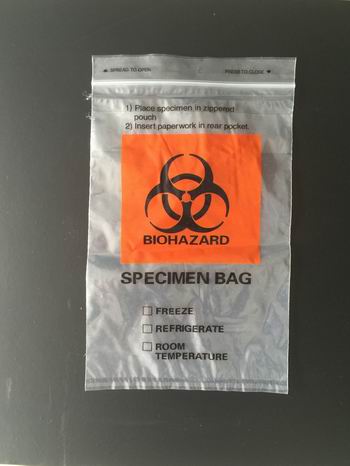 ▲ SPREAD TO OPEN PRESS TO CLOSE ▼
1) Place specimen in zippered
pouch
2) Insert paperwork in rear pocket.
BIOHAZARD
SPECIMEN BAG
☐ FREEZE
☐ REFRIGERATE
☐ ROOM
TEMPERATURE